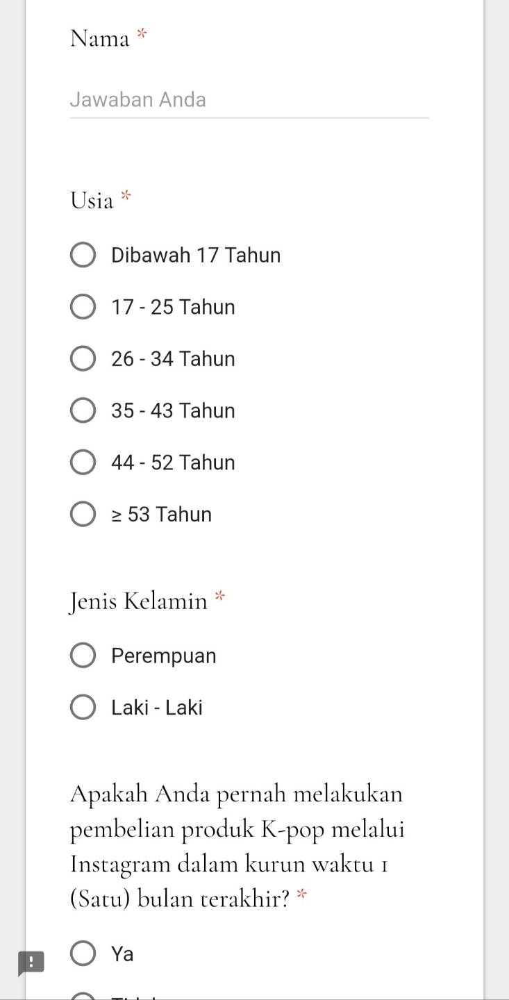 Nama *
Jawaban Anda
Usia *
Dibawah 17 Tahun
17 - 25 Tahun
26 - 34 Tahun
35 - 43 Tahun
44 - 52 Tahun
≥ 53 Tahun
Jenis Kelamin *
Perempuan
Laki - Laki
Apakah Anda pernah melakukan
pembelian produk K-pop melalui
Instagram dalam kurun waktu 1
(Satu) bulan terakhir? *
Ya
!